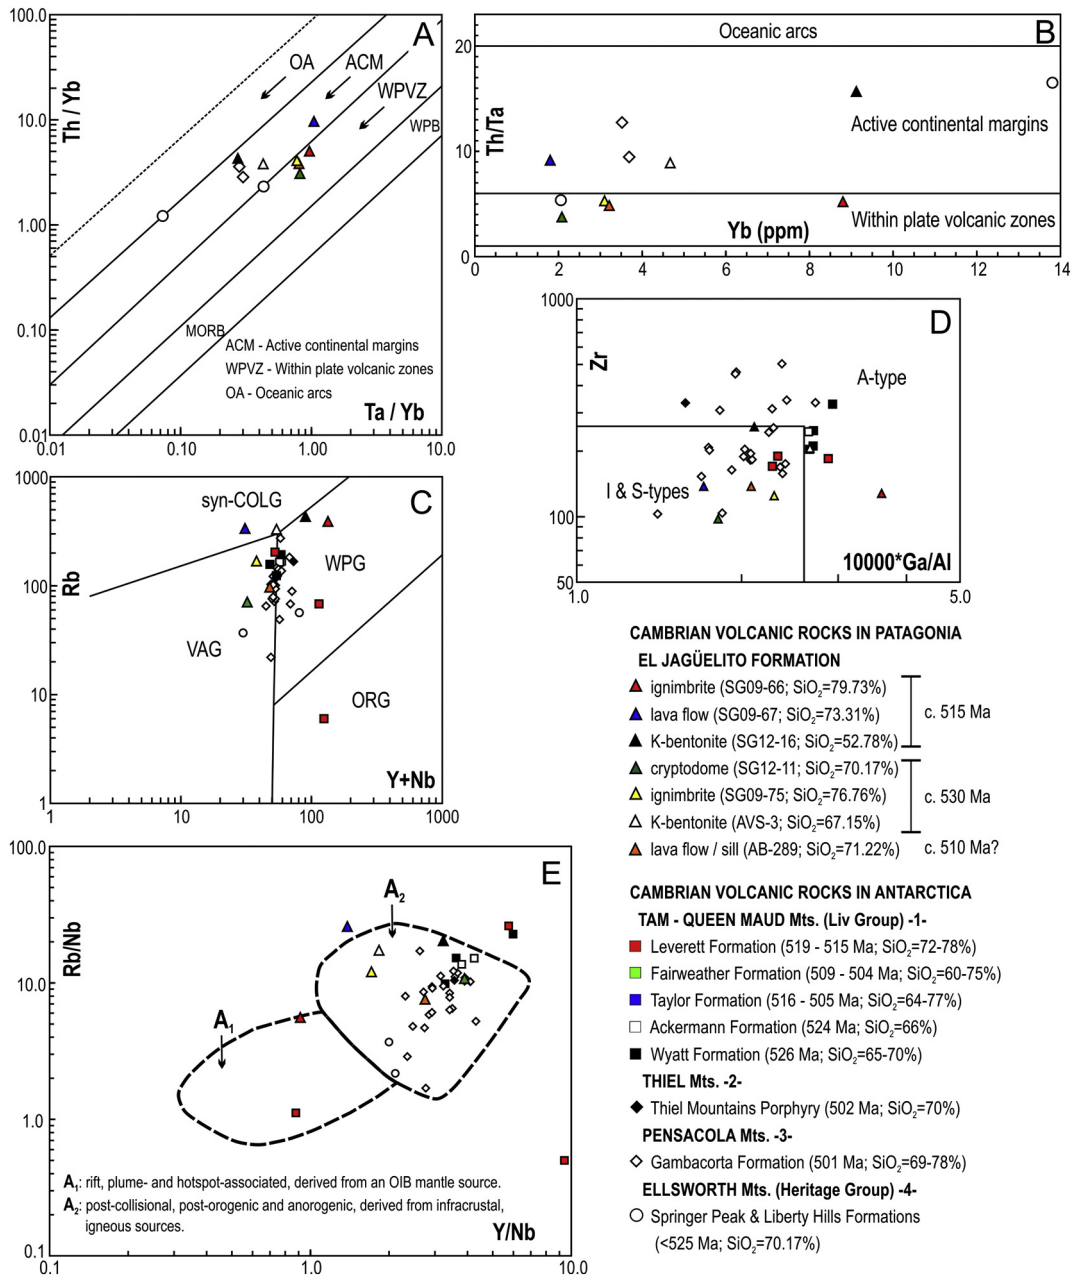 A
100.0
10.0
1.00
0.10
0.01
Th / Yb
OA
ACM
WPVZ
WPB
MORB
ACM - Active continental margins
WPVZ - Within plate volcanic zones
OA - Oceanic arcs
Ta / Yb
0.01
0.10
1.00
10.0
B
Oceanic arcs
20
10
0
Th/Ta
Active continental margins
Within plate volcanic zones
Yb (ppm)
0
2
4
6
8
10
12
14
C
1000
100
10
1
Rb
syn-COLG
WPG
VAG
ORG
Y+Nb
1
10
100
1000
D
1000
100
50
Zr
A-type
I & S-types
10000*Ga/Al
1.0
5.0
E
100.0
10.0
1.0
0.1
Rb/Nb
A2
A1
A1: rift, plume- and hotspot-associated, derived from an OIB mantle source.
A2: post-collisional, post-orogenic and anorogenic, derived from infracrustal,
igneous sources.
Y/Nb
0.1
1.0
10.0
CAMBRIAN VOLCANIC ROCKS IN PATAGONIA
EL JAGÜELITO FORMATION
ignimbrite (SG09-66; SiO2=79.73%)
lava flow (SG09-67; SiO2=73.31%)
K-bentonite (SG12-16; SiO2=52.78%)
c. 515 Ma
cryptodome (SG12-11; SiO2=70.17%)
ignimbrite (SG09-75; SiO2=76.76%)
K-bentonite (AVS-3; SiO2=67.15%)
c. 530 Ma
lava flow / sill (AB-289; SiO2=71.22%)
c. 510 Ma?
CAMBRIAN VOLCANIC ROCKS IN ANTARCTICA
TAM - QUEEN MAUD Mts. (Liv Group) -1-
Leverett Formation (519 - 515 Ma; SiO2=72-78%)
Fairweather Formation (509 - 504 Ma; SiO2=60-75%)
Taylor Formation (516 - 505 Ma; SiO2=64-77%)
Ackermann Formation (524 Ma; SiO2=66%)
Wyatt Formation (526 Ma; SiO2=65-70%)
THIEL Mts. -2-
Thiel Mountains Porphyry (502 Ma; SiO2=70%)
PENSACOLA Mts. -3-
Gambacorta Formation (501 Ma; SiO2=69-78%)
ELLSWORTH Mts. (Heritage Group) -4-
Springer Peak & Liberty Hills Formations
(<525 Ma; SiO2=70.17%)